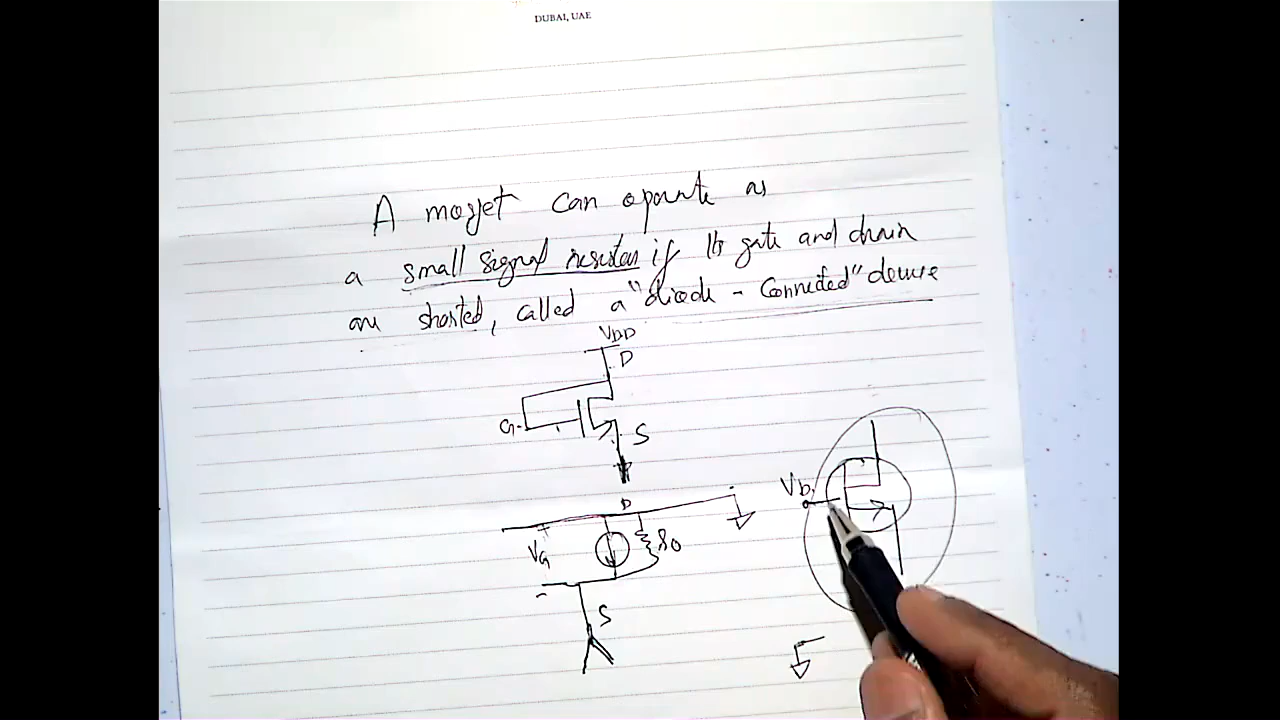 DUBAI, UAE
A mosfet can operate as
a small signal resistor if its gate and drain
are shorted, called a "diode - connected" device
VDD
D
G
S
D
VG
+
-
ro
S
Vb